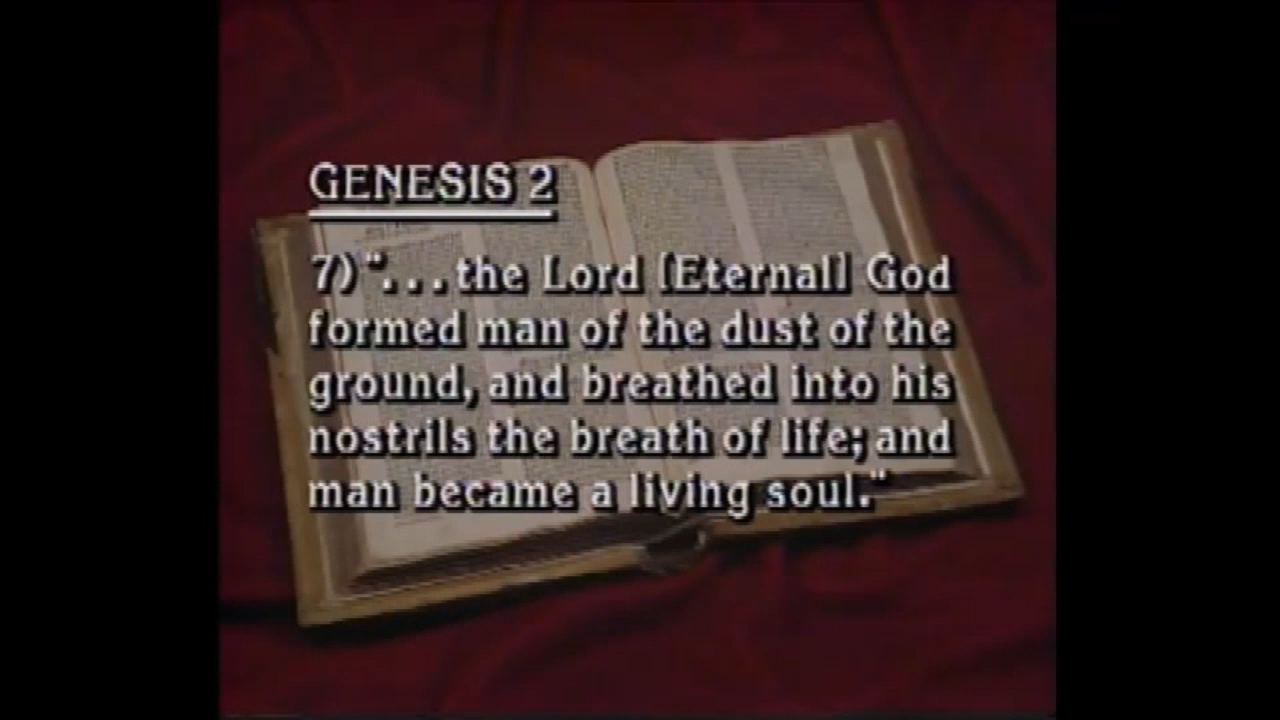 GENESIS 2
7) "...the Lord [Eternal] God
formed man of the dust of the
ground, and breathed into his
nostrils the breath of life; and
man became a living soul."